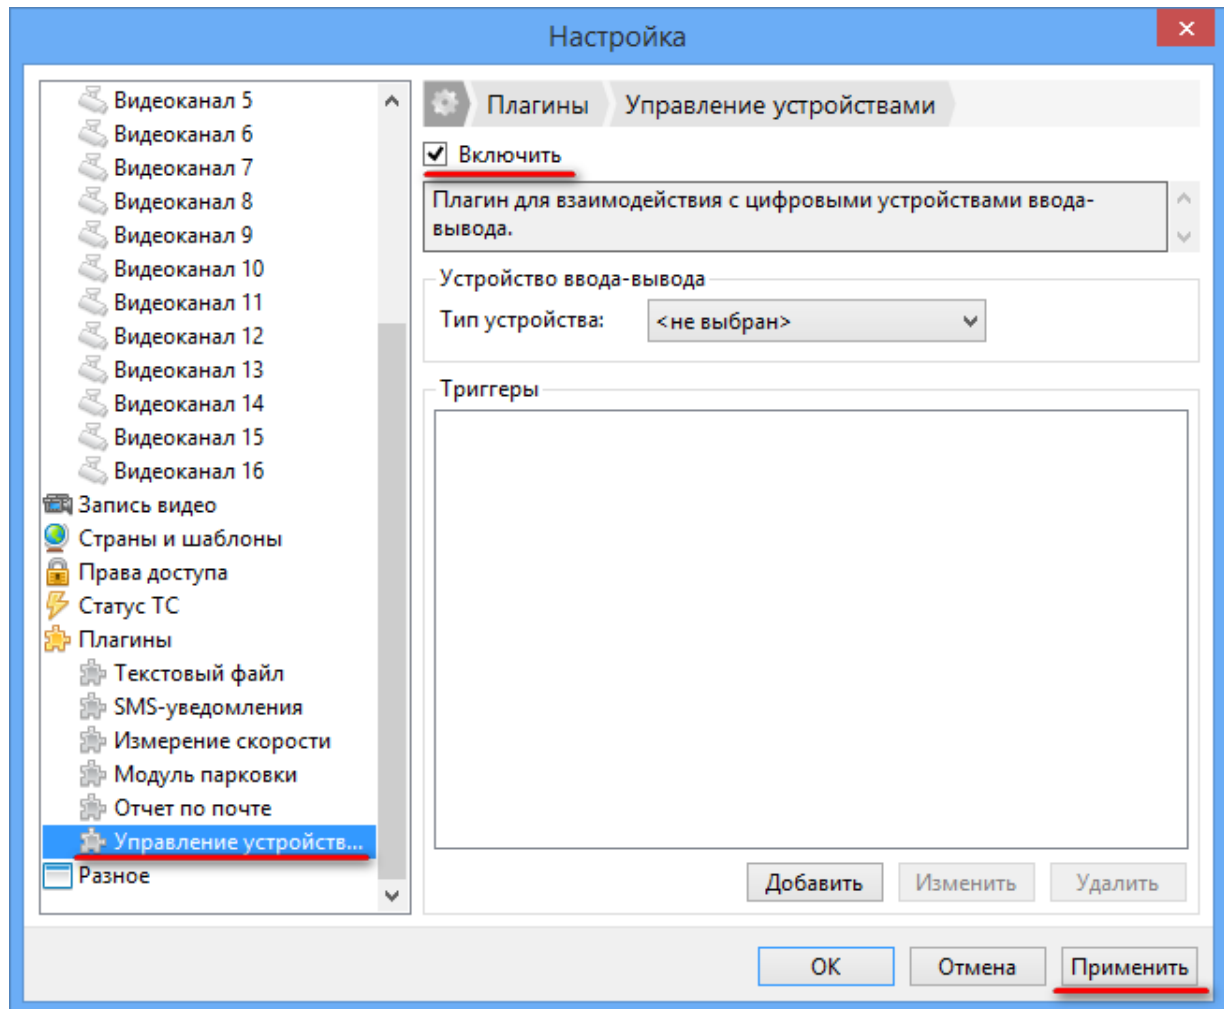 Настройка
Видеоканал 5
Видеоканал 6
Видеоканал 7
Видеоканал 8
Видеоканал 9
Видеоканал 10
Видеоканал 11
Видеоканал 12
Видеоканал 13
Видеоканал 14
Видеоканал 15
Видеоканал 16
Запись видео
Страны и шаблоны
Права доступа
Статус ТС
Плагины
Текстовый файл
SMS-уведомления
Измерение скорости
Модуль парковки
Отчет по почте
Управление устройств...
Разное
Плагины Управление устройствами
Включить
Плагин для взаимодействия с цифровыми устройствами ввода-
вывода.
Устройство ввода-вывода
Тип устройства: <не выбран>
Триггеры
Добавить Изменить Удалить
OK Отмена Применить